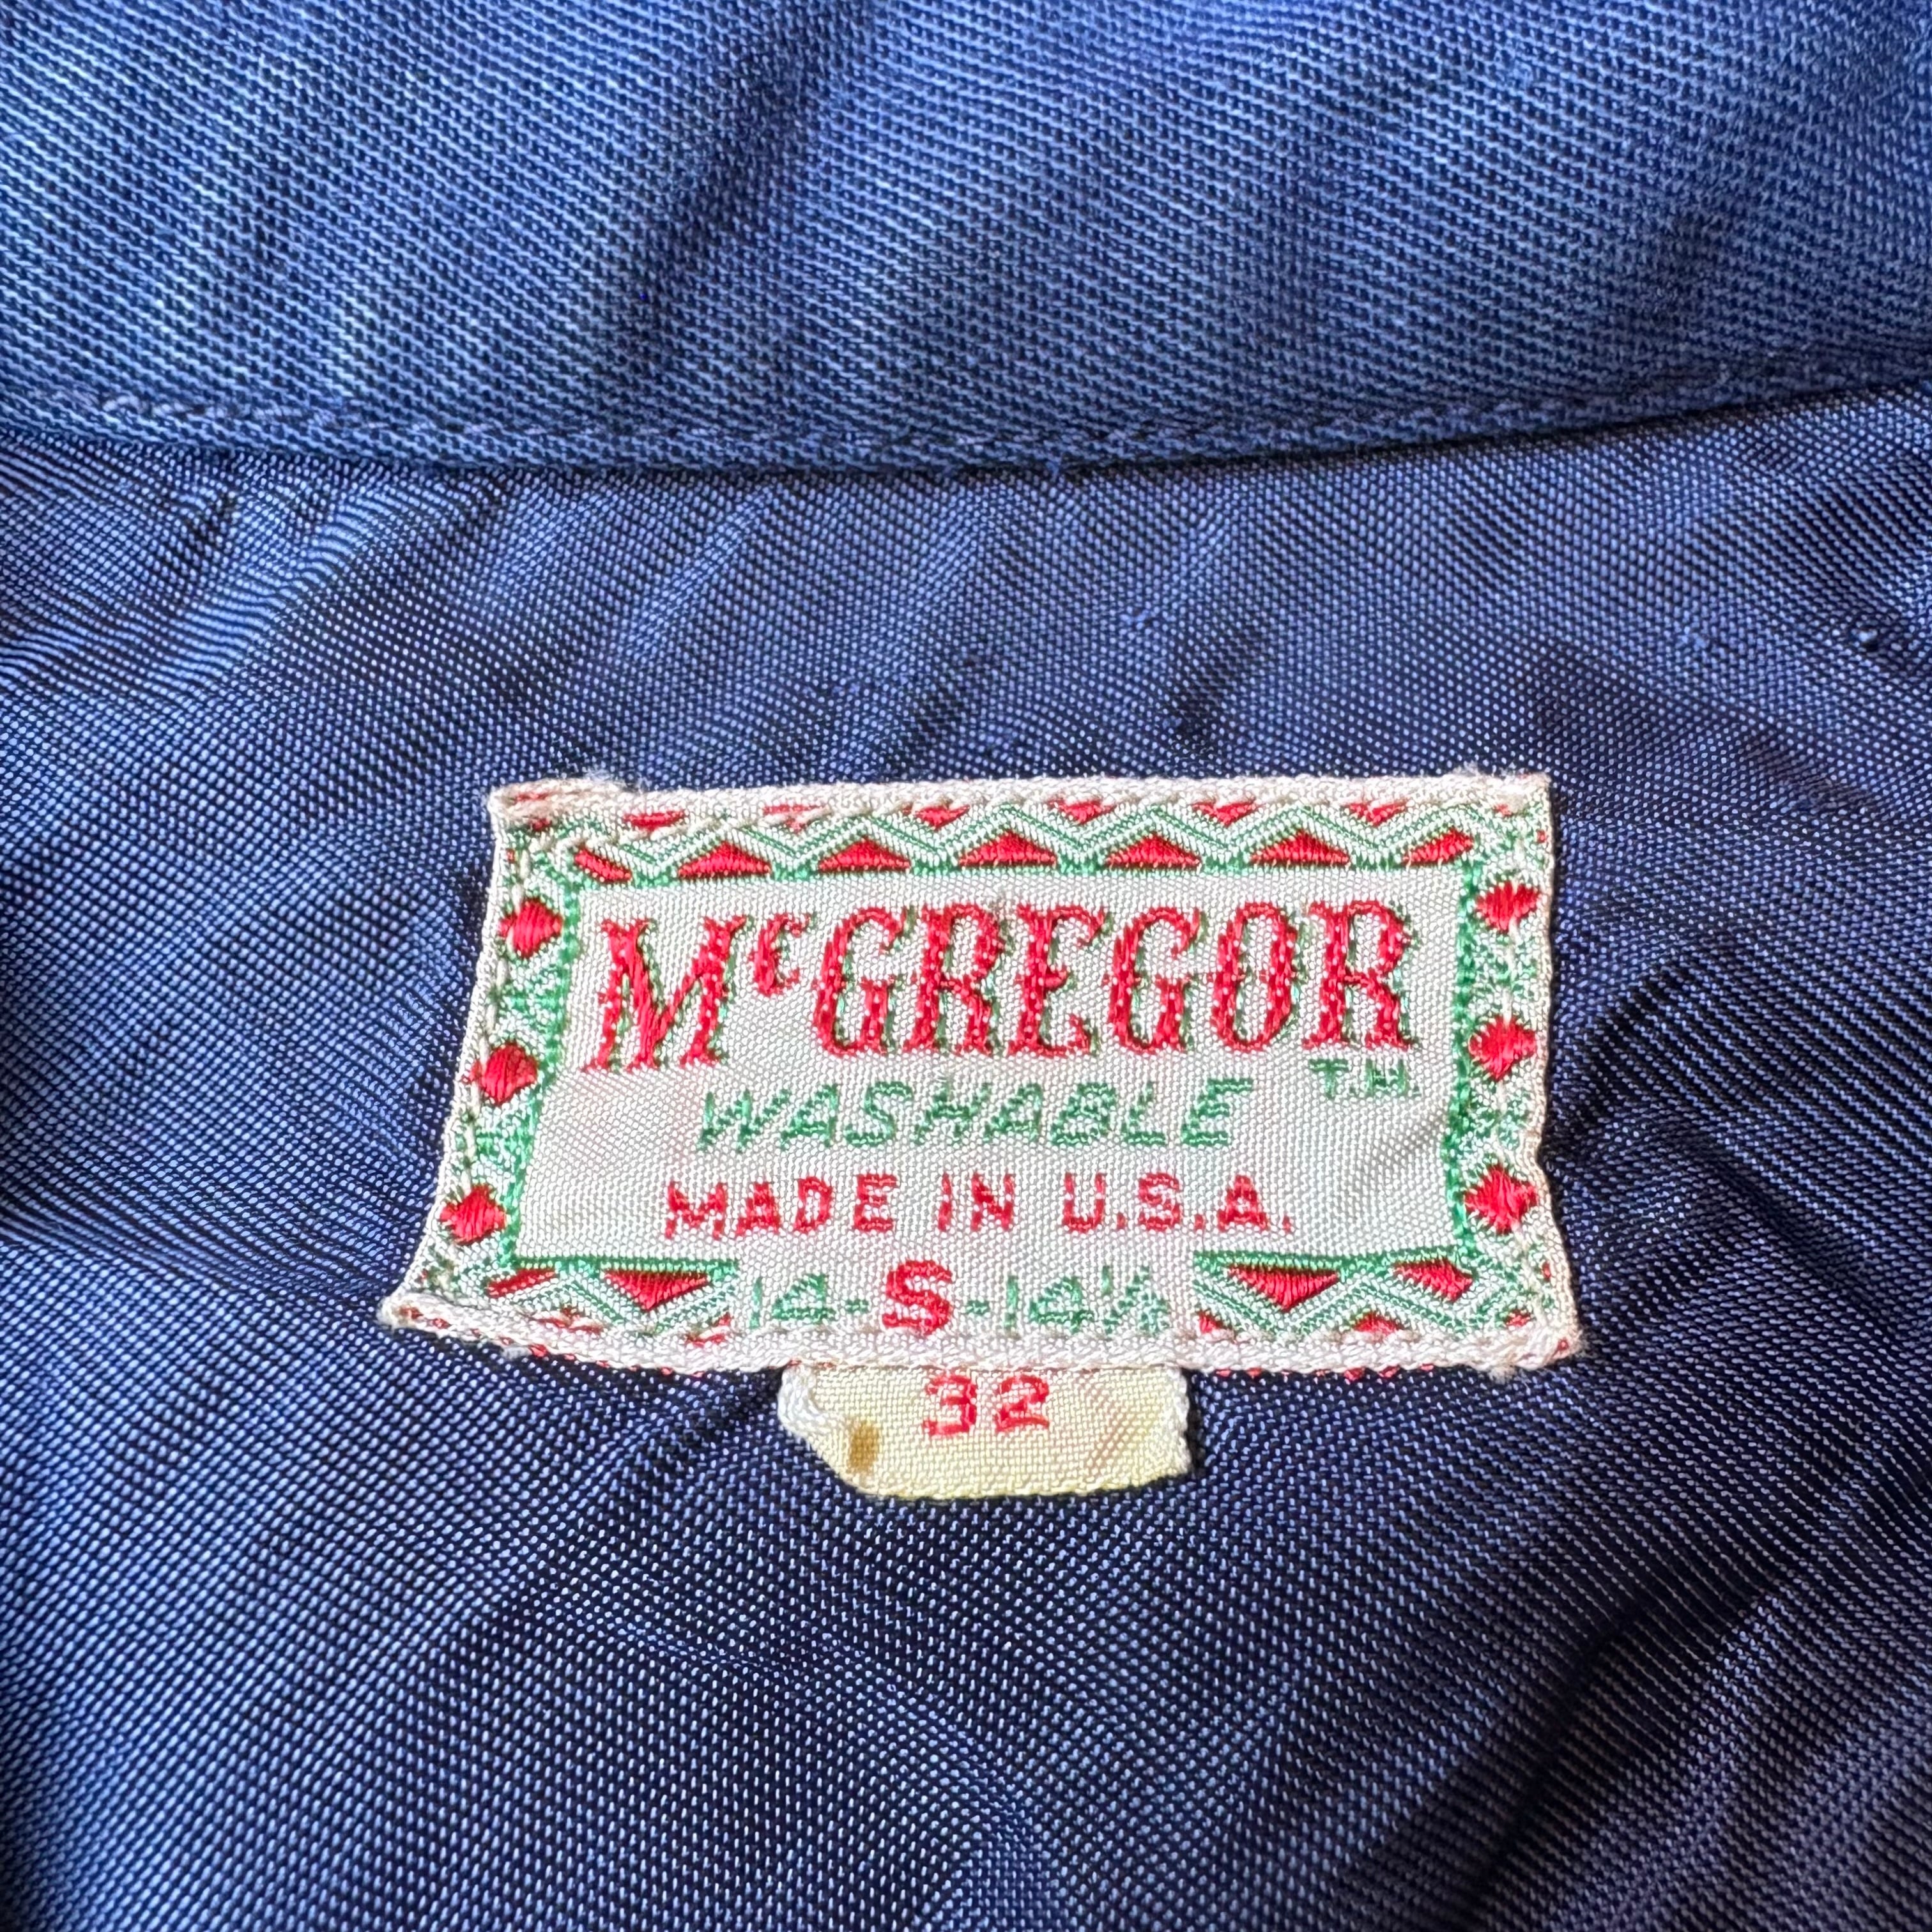 McGREGOR
T.M.
WASHABLE
MADE IN U.S.A.
14-S-14½
32